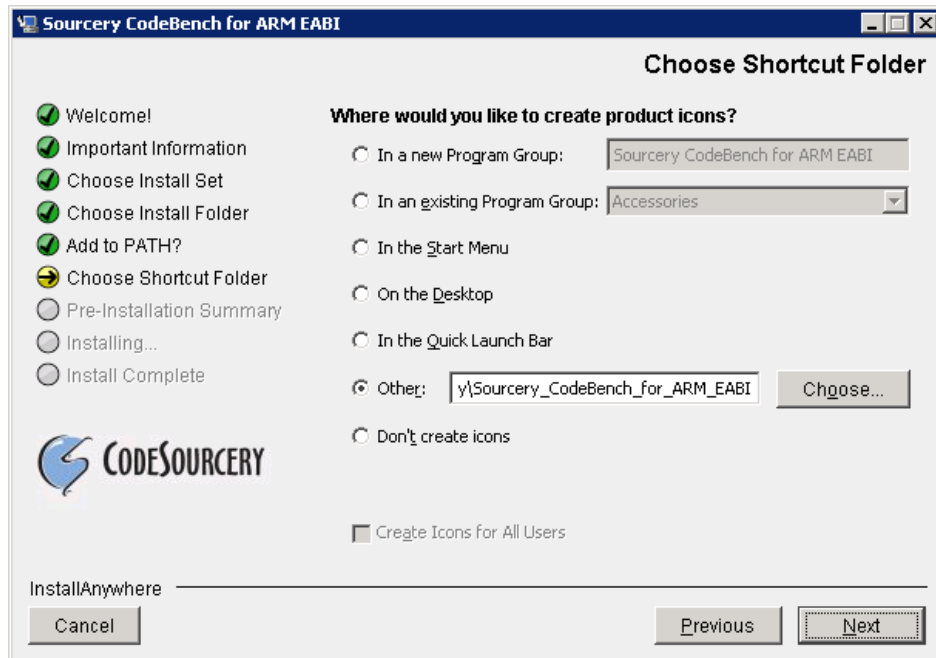 Sourcery CodeBench for ARM EABI
Choose Shortcut Folder
Welcome!
Important Information
Choose Install Set
Choose Install Folder
Add to PATH?
Choose Shortcut Folder
Pre-Installation Summary
Installing...
Install Complete
CODESOURCERY
Where would you like to create product icons?
In a new Program Group: Sourcery CodeBench for ARM EABI
In an existing Program Group: Accessories
In the Start Menu
On the Desktop
In the Quick Launch Bar
Other: y\Sourcery_CodeBench_for_ARM_EABI Choose...
Don't create icons
Create Icons for All Users
InstallAnywhere
Cancel Previous Next